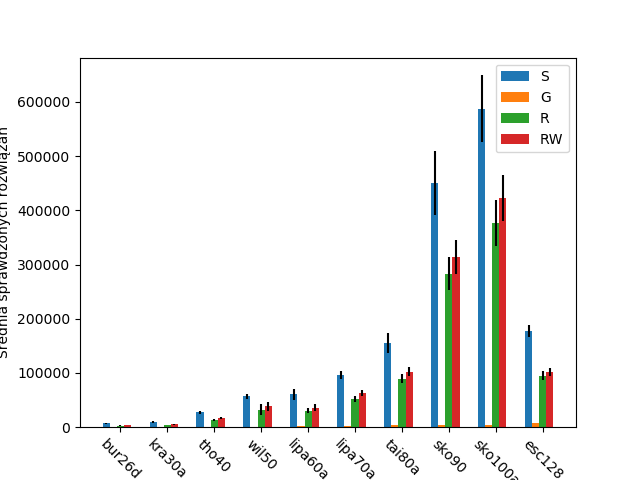 Średnia sprawdzonych rozwiązań
600000
500000
400000
300000
200000
100000
0
S
G
R
RW
bur26d
kra30a
tho40
wil50
lipa60a
lipa70a
tai80a
sko90
sko100a
esc128